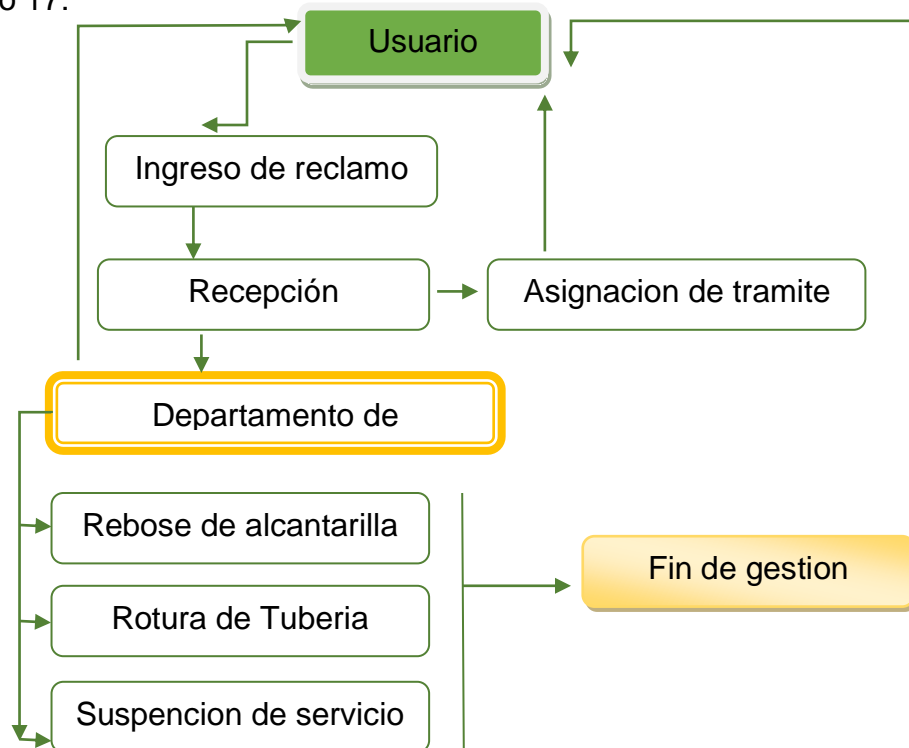 o 17.
Usuario
Ingreso de reclamo
Recepción
Asignacion de tramite
Departamento de
Rebose de alcantarilla
Fin de gestion
Rotura de Tuberia
Suspencion de servicio